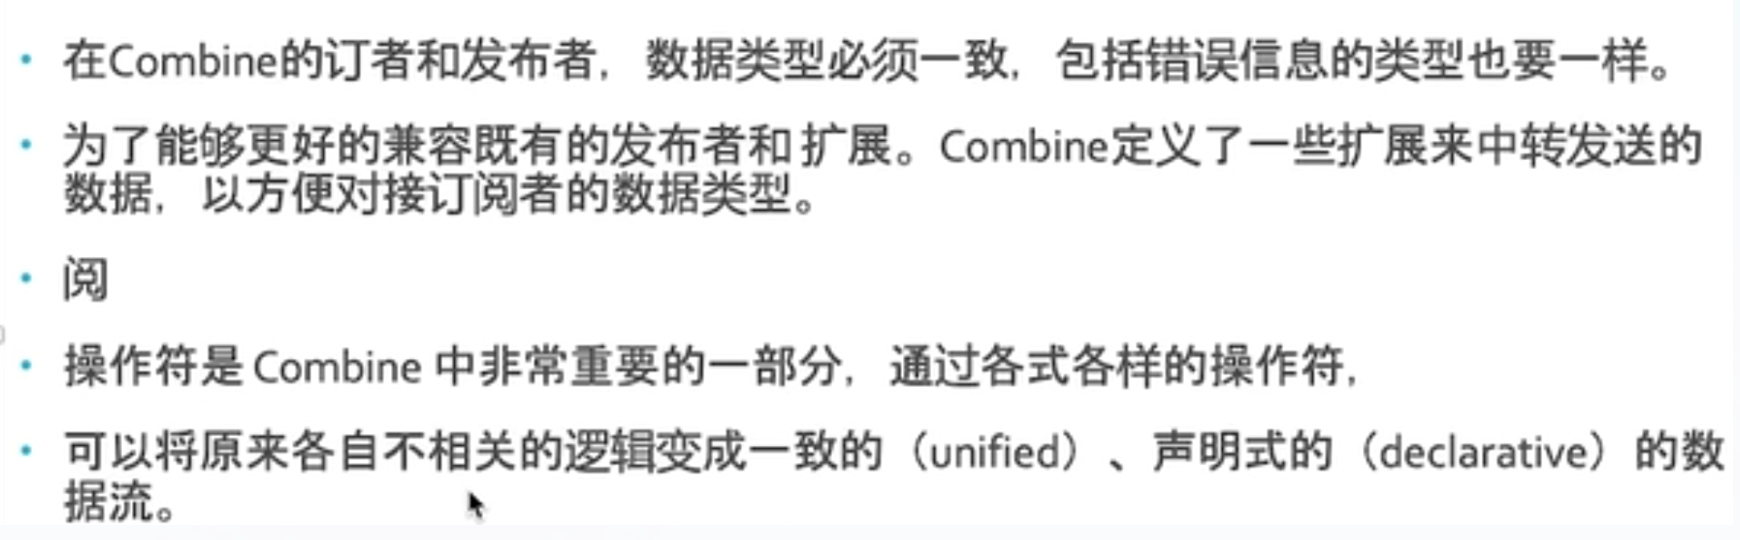 • 在Combine的订者和发布者，数据类型必须一致，包括错误信息的类型也要一样。
• 为了能够更好的兼容既有的发布者和 扩展。Combine定义了一些扩展来中转发送的
数据，以方便对接订阅者的数据类型。
• 阅
• 操作符是 Combine 中非常重要的一部分，通过各式各样的操作符，
• 可以将原来各自不相关的逻辑变成一致的（unified）、声明式的（declarative）的数
据流。